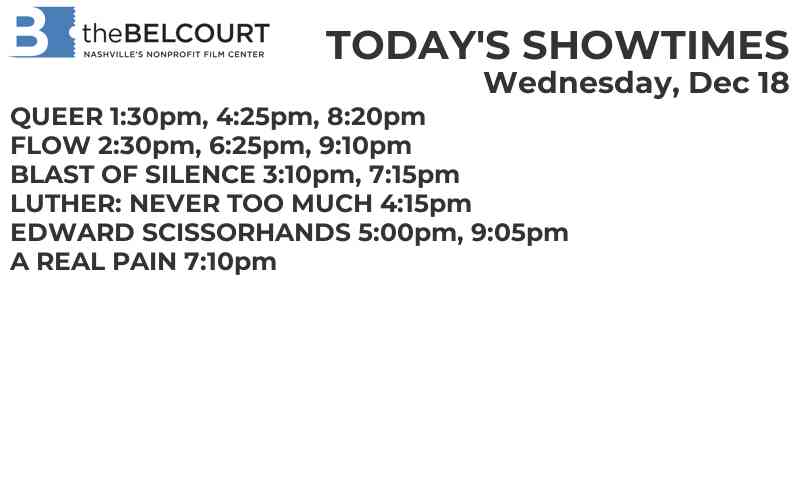 B theBELCOURT
NASHVILLE'S NONPROFIT FILM CENTER
TODAY'S SHOWTIMES
Wednesday, Dec 18
QUEER 1:30pm, 4:25pm, 8:20pm
FLOW 2:30pm, 6:25pm, 9:10pm
BLAST OF SILENCE 3:10pm, 7:15pm
LUTHER: NEVER TOO MUCH 4:15pm
EDWARD SCISSORHANDS 5:00pm, 9:05pm
A REAL PAIN 7:10pm